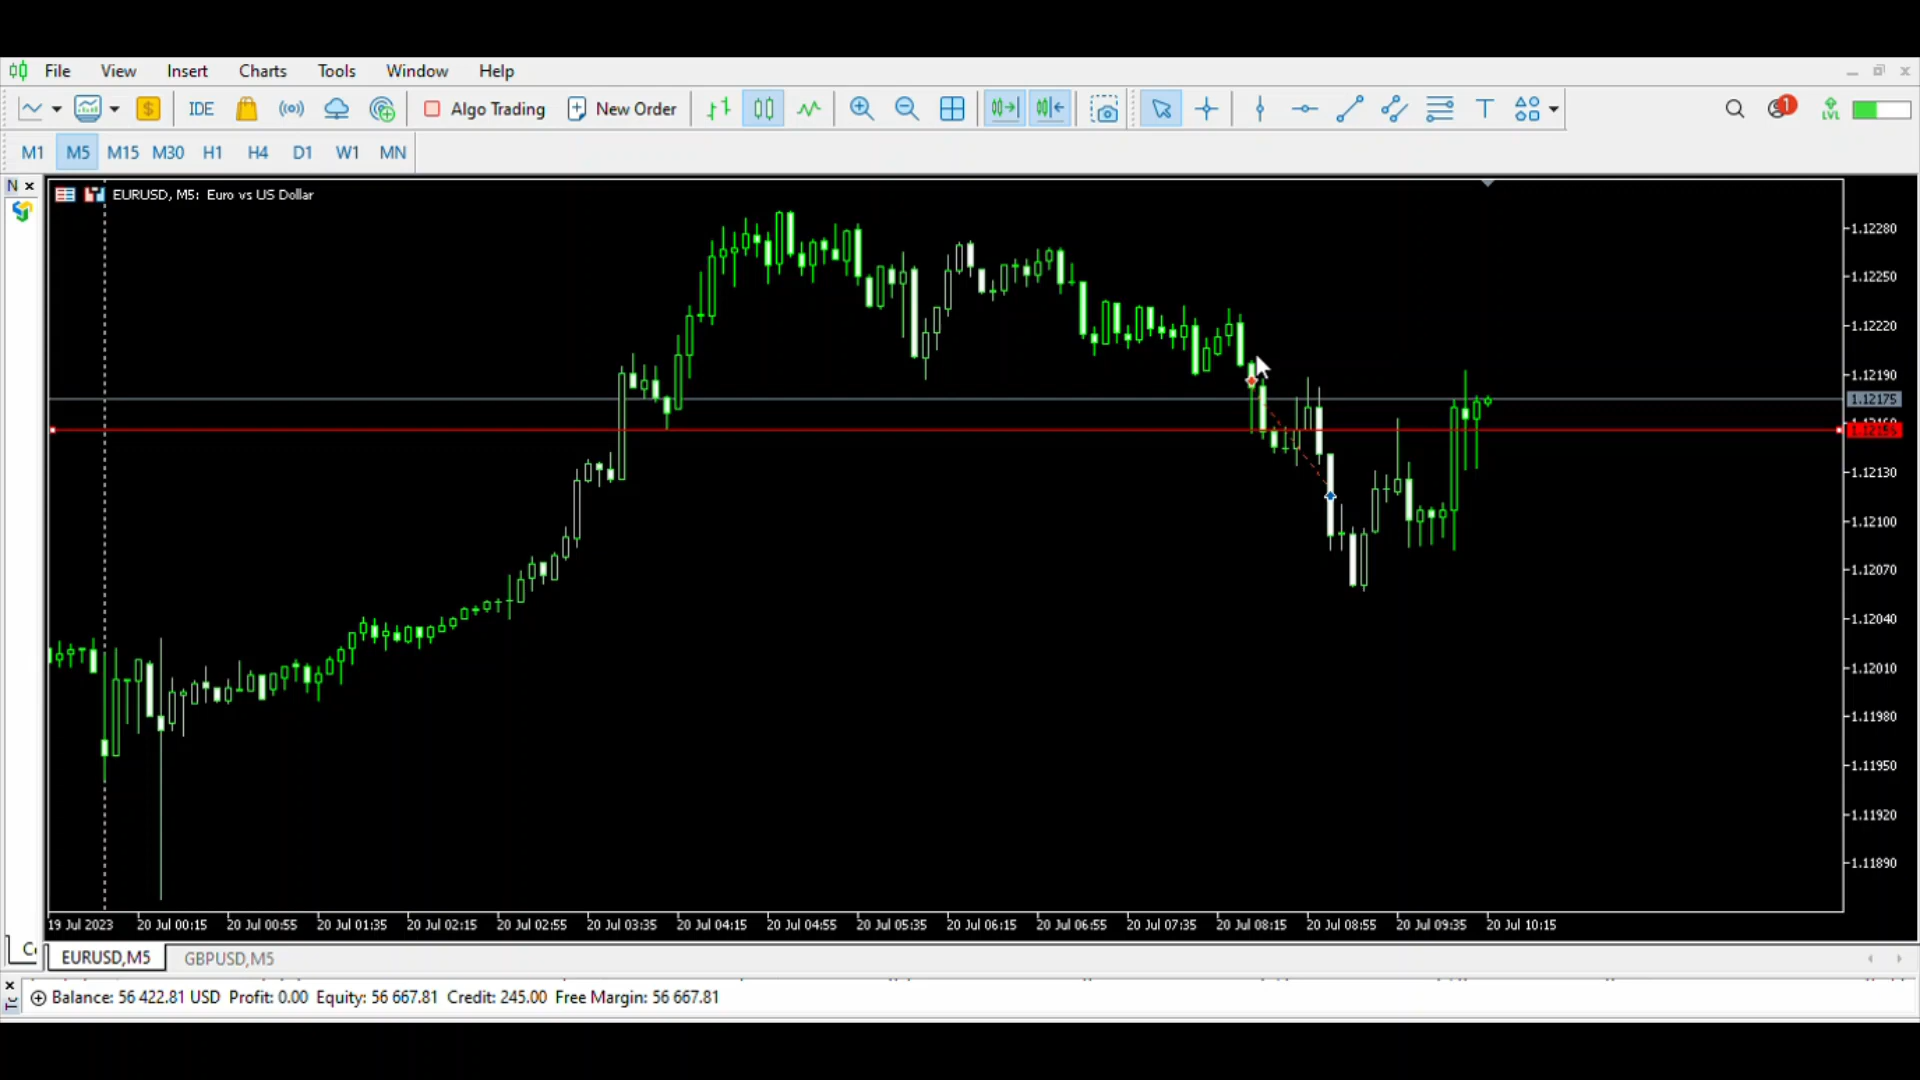 File View Insert Charts Tools Window Help
IDE Algo Trading New Order T 1 LVL
M1 M5 M15 M30 H1 H4 D1 W1 MN
N
EURUSD, M5: Euro vs US Dollar
1.12280
1.12250
1.12220
1.12190
1.12175
1.12155
1.12130
1.12100
1.12070
1.12040
1.12010
1.11980
1.11950
1.11920
1.11890
19 Jul 2023 20 Jul 00:15 20 Jul 00:55 20 Jul 01:35 20 Jul 02:15 20 Jul 02:55 20 Jul 03:35 20 Jul 04:15 20 Jul 04:55 20 Jul 05:35 20 Jul 06:15 20 Jul 06:55 20 Jul 07:35 20 Jul 08:15 20 Jul 08:55 20 Jul 09:35 20 Jul 10:15
EURUSD,M5 GBPUSD,M5
Balance: 56 422.81 USD Profit: 0.00 Equity: 56 667.81 Credit: 245.00 Free Margin: 56 667.81